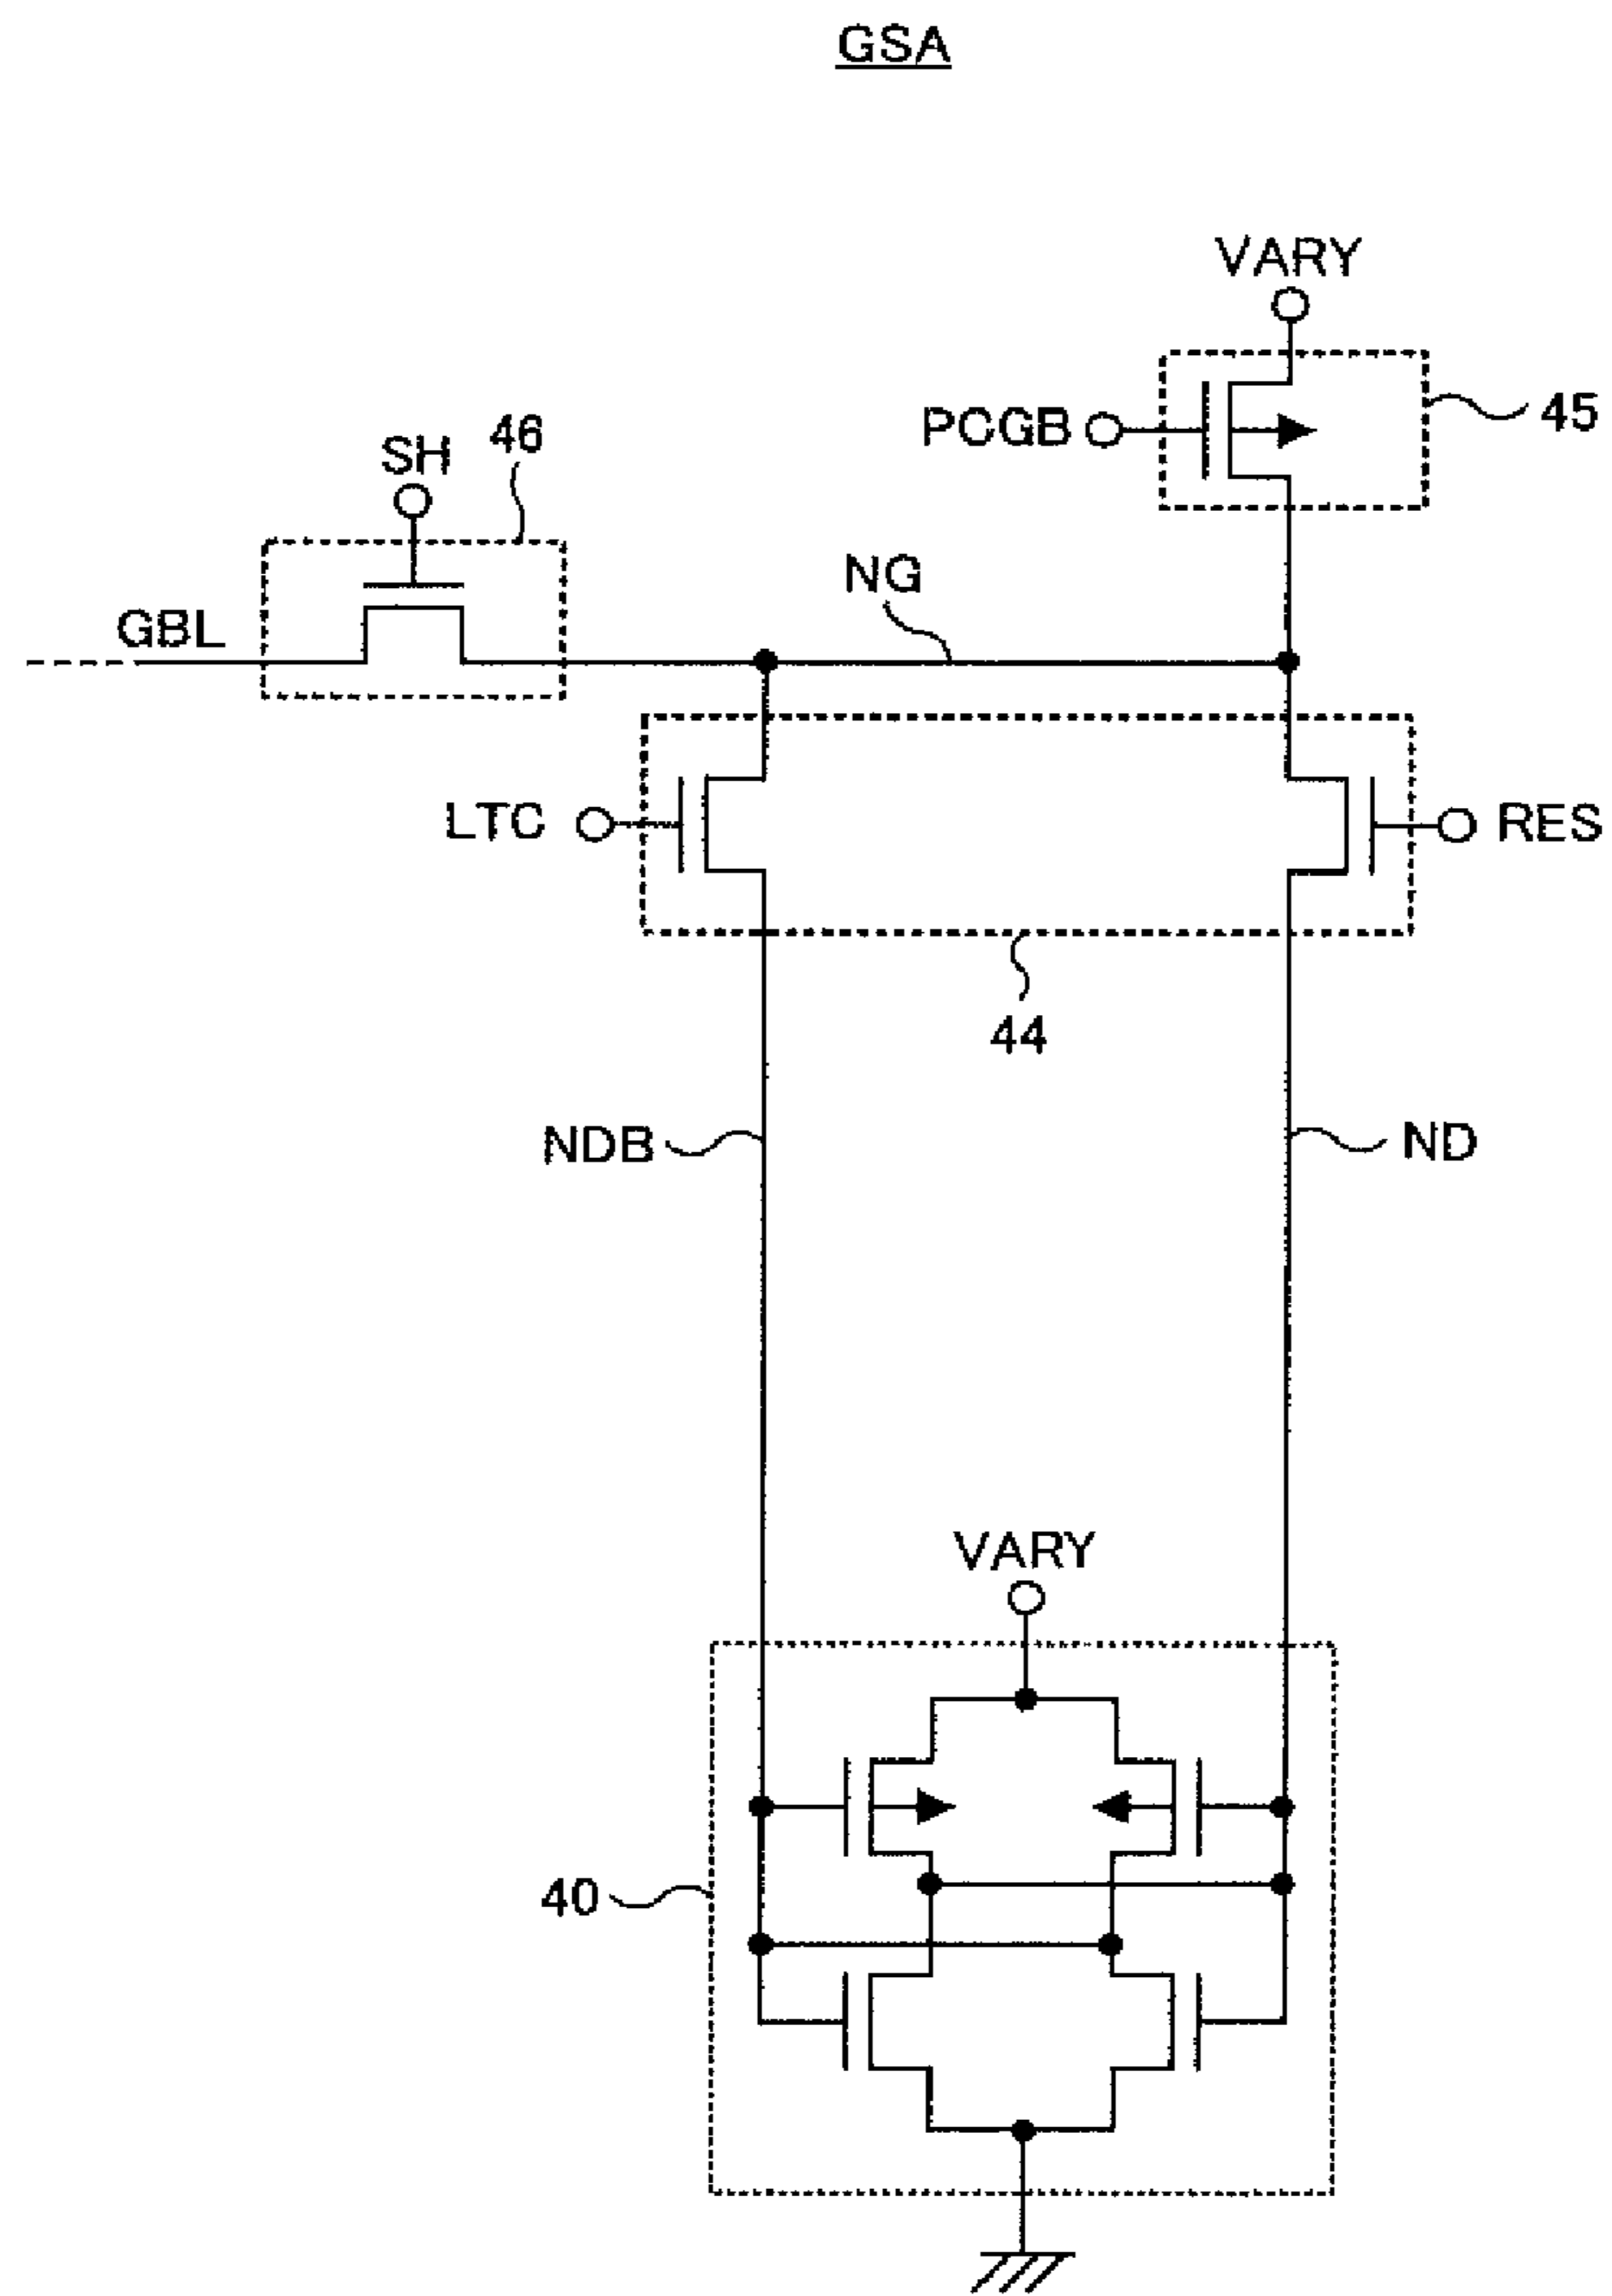 GSA
VARY
PCGB
45
SH
46
GBL
NG
LTC
RES
44
NDB
ND
VARY
40